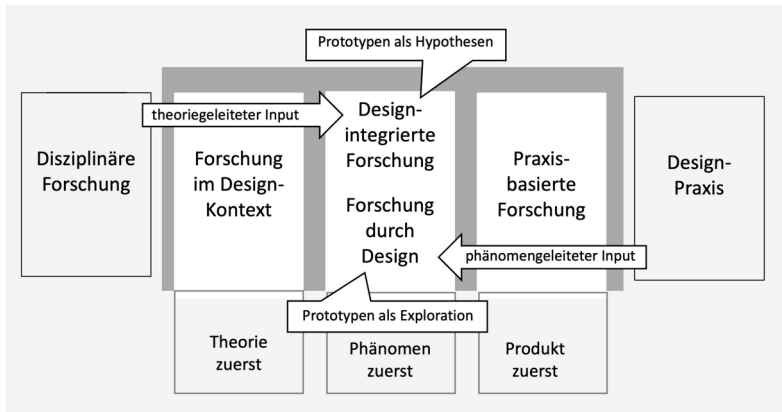 Prototypen als Hypothesen
theoriegeleiteter Input
Disziplinäre
Forschung
Forschung
im Design-
Kontext
Design-
integrierte
Forschung
Forschung
durch
Design
Praxis-
basierte
Forschung
Design-
Praxis
phänomengeleiteter Input
Prototypen als Exploration
Theorie
zuerst
Phänomen
zuerst
Produkt
zuerst